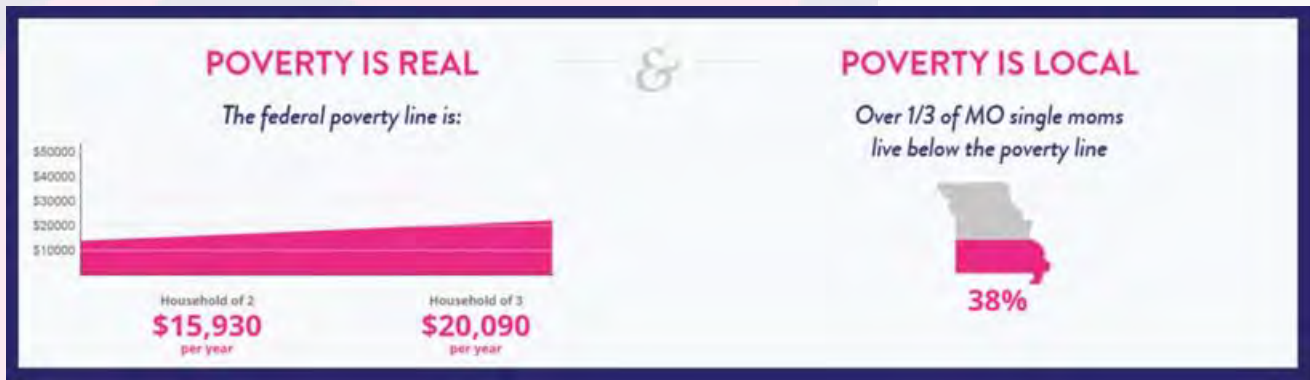 POVERTY IS REAL
The federal poverty line is:
$50000
$40000
$30000
$20000
$10000
Household of 2
$15,930
per year
Household of 3
$20,090
per year
&
POVERTY IS LOCAL
Over 1/3 of MO single moms
live below the poverty line
38%